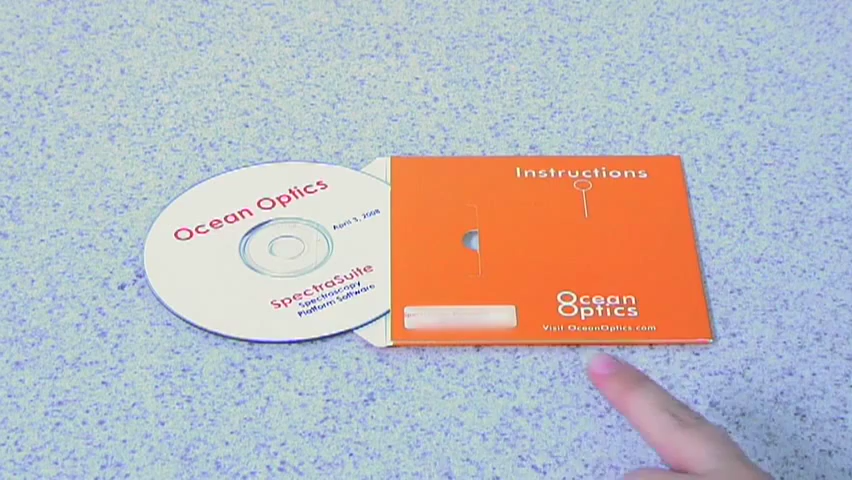 Ocean Optics
April 3, 2008
SpectraSuite
Spectroscopy
Platform Software
Instructions
Ocean
Optics
Visit OceanOptics.com